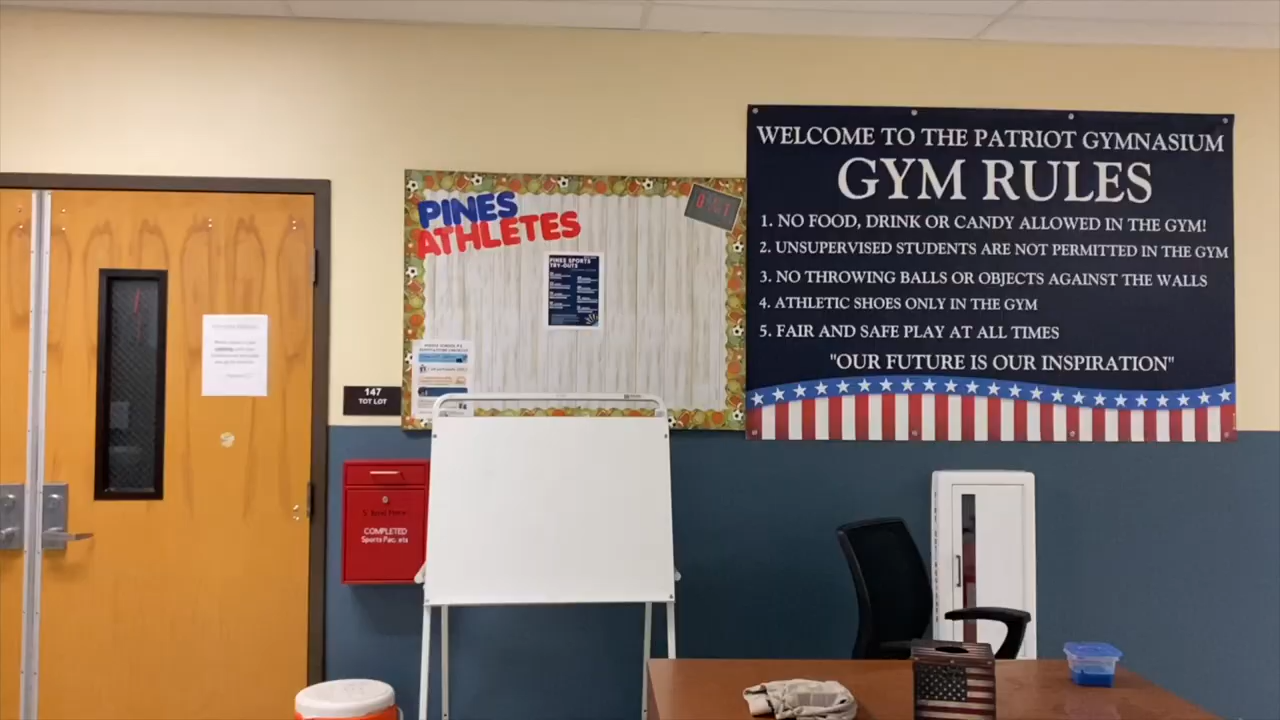 WELCOME TO THE PATRIOT GYMNASIUM
GYM RULES
1. NO FOOD, DRINK OR CANDY ALLOWED IN THE GYM!
2. UNSUPERVISED STUDENTS ARE NOT PERMITTED IN THE GYM
3. NO THROWING BALLS OR OBJECTS AGAINST THE WALLS
4. ATHLETIC SHOES ONLY IN THE GYM
5. FAIR AND SAFE PLAY AT ALL TIMES
"OUR FUTURE IS OUR INSPIRATION"
PINES
ATHLETES
PINES SPORTS
TRY-OUTS
147
TOT LOT
COMPLETED
Sports